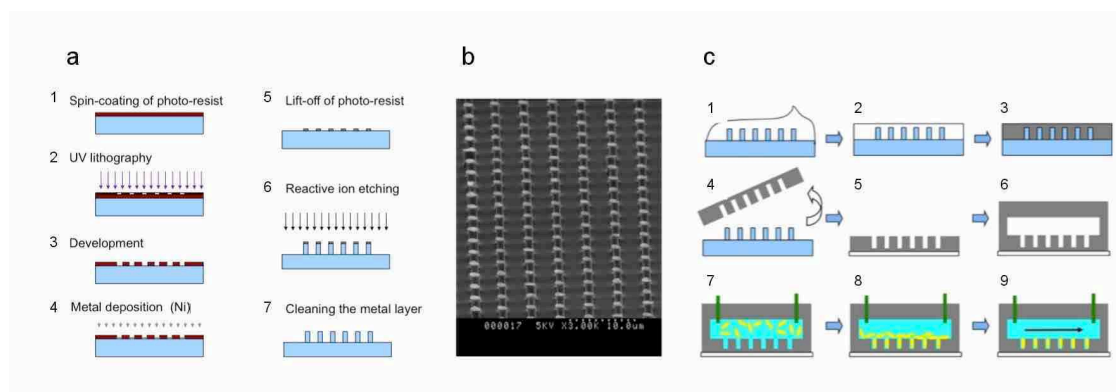 a
1 Spin-coating of photo-resist
2 UV lithography
3 Development
4 Metal deposition (Ni)
5 Lift-off of photo-resist
6 Reactive ion etching
7 Cleaning the metal layer
b
000017 5KV X3.00K 10.0um
c
1 2 3
4 5 6
7 8 9